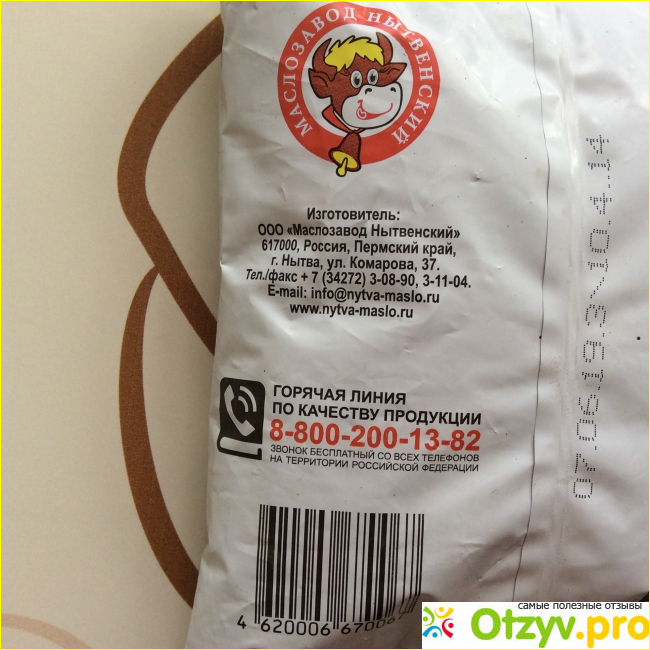 МАСЛОЗАВОД НЫТВЕНСКИЙ
Изготовитель:
ООО «Маслозавод Нытвенский»
617000, Россия, Пермский край,
г. Нытва, ул. Комарова, 37.
Тел./факс + 7 (34272) 3-08-90, 3-11-04.
E-mail: info@nytva-maslo.ru
www.nytva-maslo.ru
ГОРЯЧАЯ ЛИНИЯ
ПО КАЧЕСТВУ ПРОДУКЦИИ
8-800-200-13-82
ЗВОНОК БЕСПЛАТНЫЙ СО ВСЕХ ТЕЛЕФОНОВ
НА ТЕРРИТОРИИ РОССИЙСКОЙ ФЕДЕРАЦИИ
4 620006 67006
самые полезные отзывы
Otzyv.pro